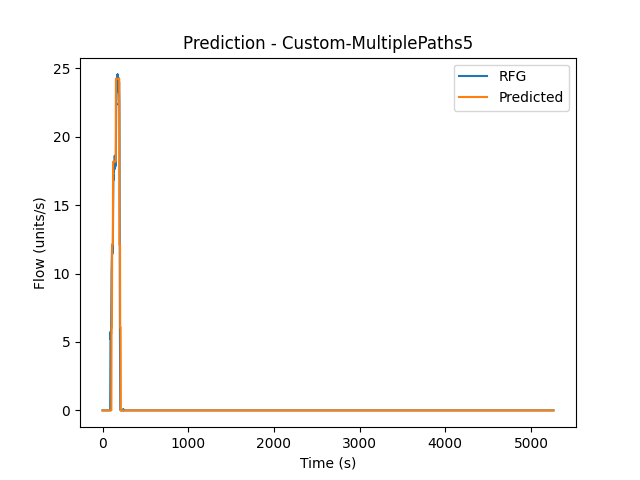 Prediction - Custom-MultiplePaths5
RFG
Predicted
Flow (units/s)
25
20
15
10
5
0
0 1000 2000 3000 4000 5000
Time (s)